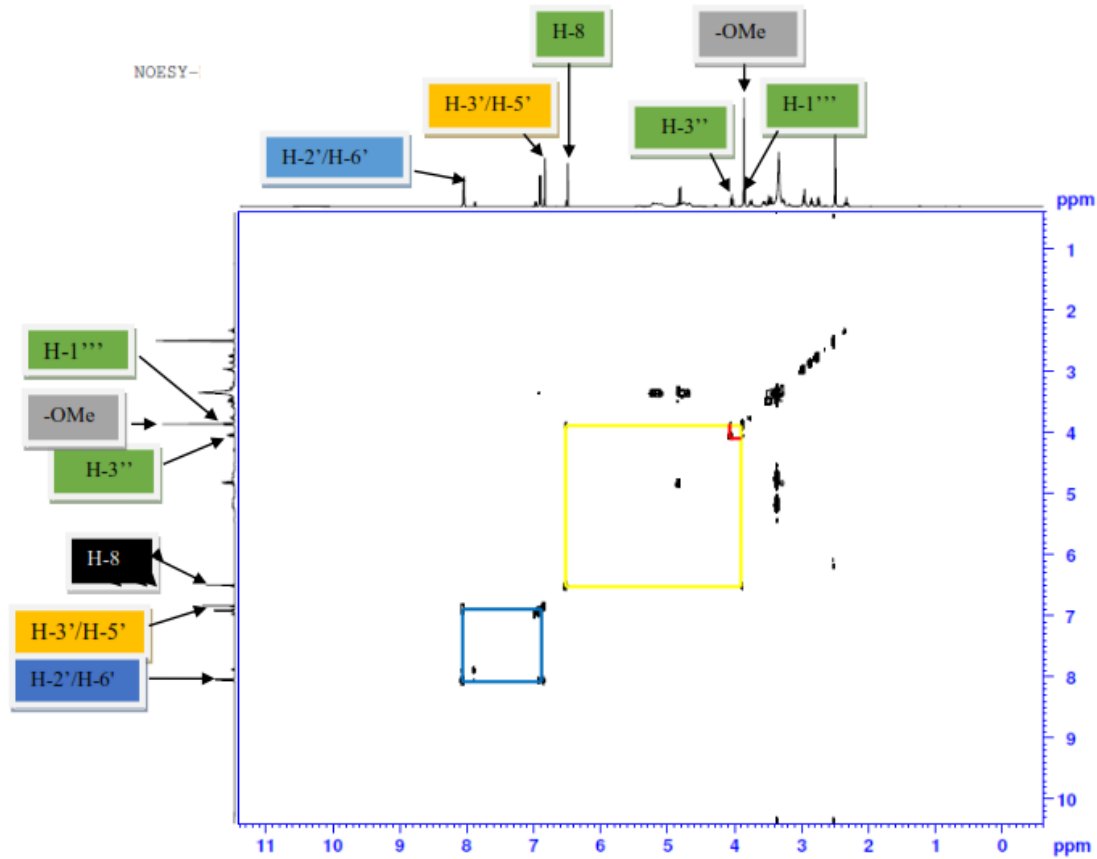 H-8
-OMe
NOESY-
H-3'/H-5'
H-1'''
H-3''
H-2'/H-6'
ppm
1
2
3
4
5
6
7
8
9
10
H-1'''
-OMe
H-3''
H-8
H-3'/H-5'
H-2'/H-6'
11 10 9 8 7 6 5 4 3 2 1 0 ppm